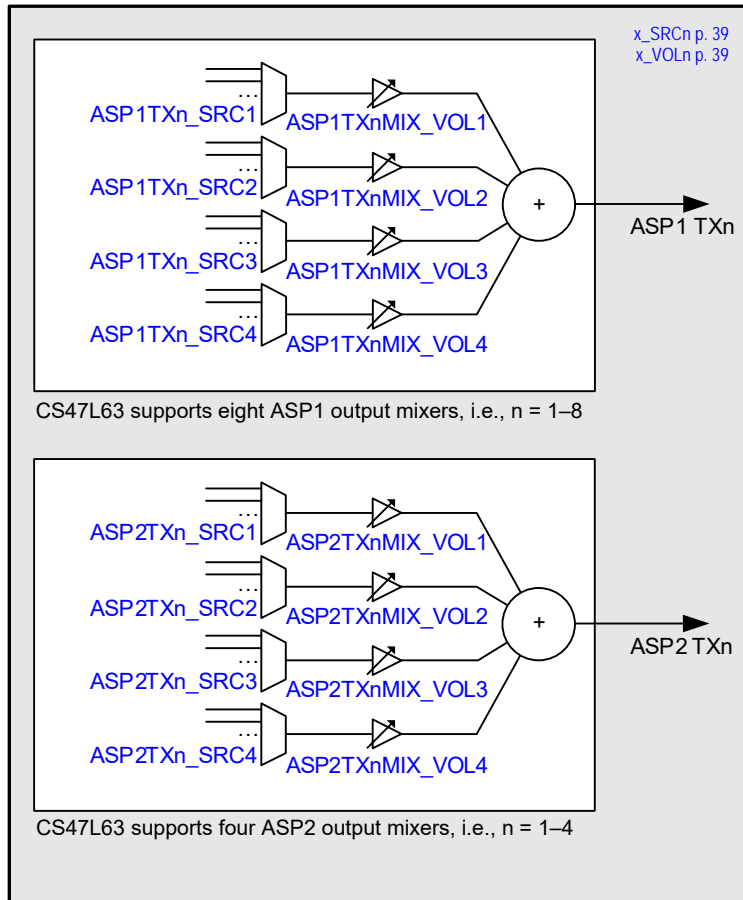 x_SRCn p. 39
x_VOLn p. 39
...
ASP1TXn_SRC1
ASP1TXnMIX_VOL1
...
ASP1TXn_SRC2
ASP1TXnMIX_VOL2
+
ASP1 TXn
...
ASP1TXn_SRC3
ASP1TXnMIX_VOL3
...
ASP1TXn_SRC4
ASP1TXnMIX_VOL4
CS47L63 supports eight ASP1 output mixers, i.e., n = 1–8
...
ASP2TXn_SRC1
ASP2TXnMIX_VOL1
...
ASP2TXn_SRC2
ASP2TXnMIX_VOL2
+
ASP2 TXn
...
ASP2TXn_SRC3
ASP2TXnMIX_VOL3
...
ASP2TXn_SRC4
ASP2TXnMIX_VOL4
CS47L63 supports four ASP2 output mixers, i.e., n = 1–4